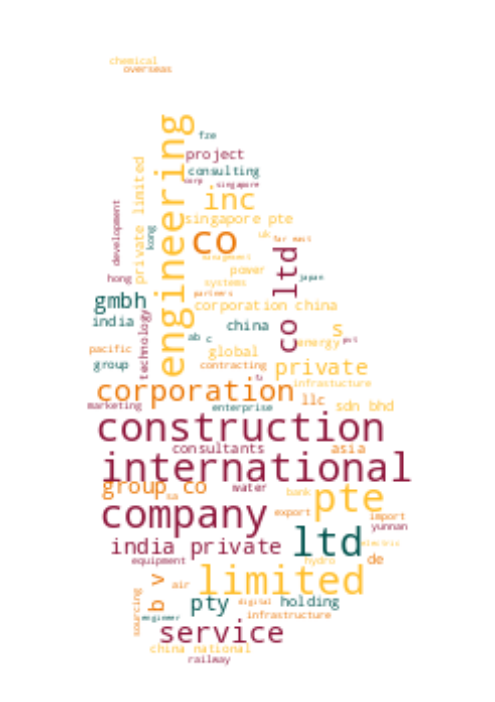 chemical
overseas
engineering
fze
project
consulting
corp
singapore
private limited
development
inc
singapore pte
kong
uk
far east
co
management
co ltd
hong
power
japan
systems
partners
gmbh
corporation china
india
china
s
technology
ab
c
energy
pvt
pacific
global
group
contracting
private
infrastucture
corporation
llc
marketing
enterprise
sdn bhd
construction
consultants
asia
international
group co
sa
water
bank
pte
company
export
import
yunnan
ltd
electric
india private
equipment
hydro
de
b v
air
limited
sourcing
pty
digital
holding
engineer
infrastructure
service
china national
railway